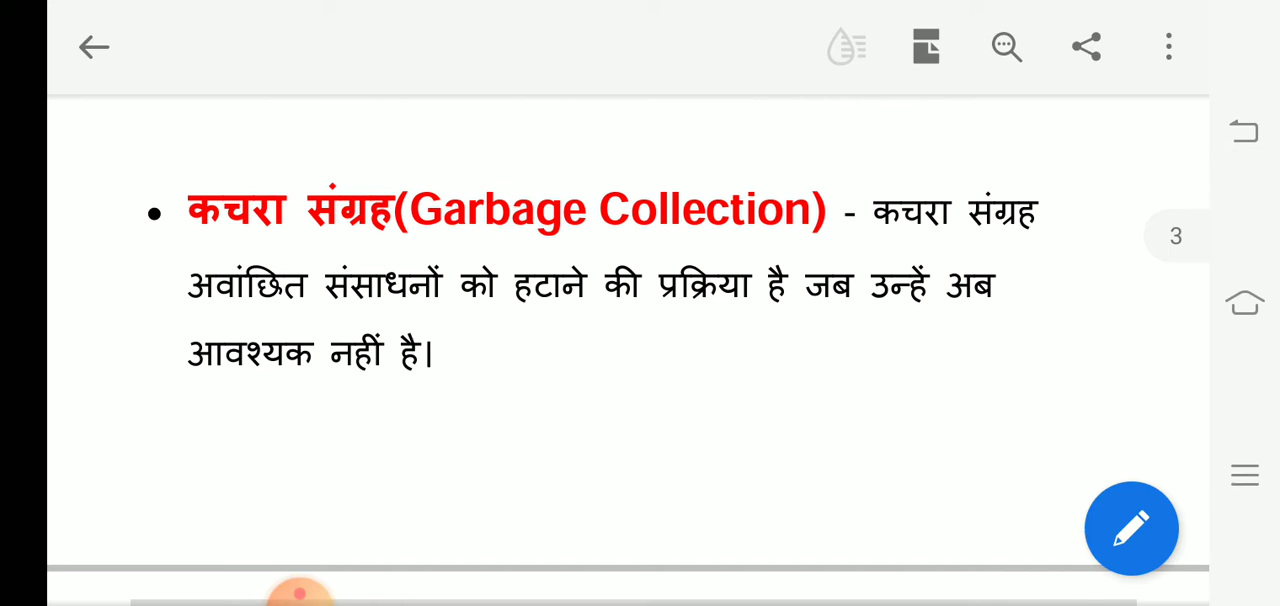 • कचरा संग्रह(Garbage Collection) - कचरा संग्रह
अवांछित संसाधनों को हटाने की प्रक्रिया है जब उन्हें अब
आवश्यक नहीं है।
3